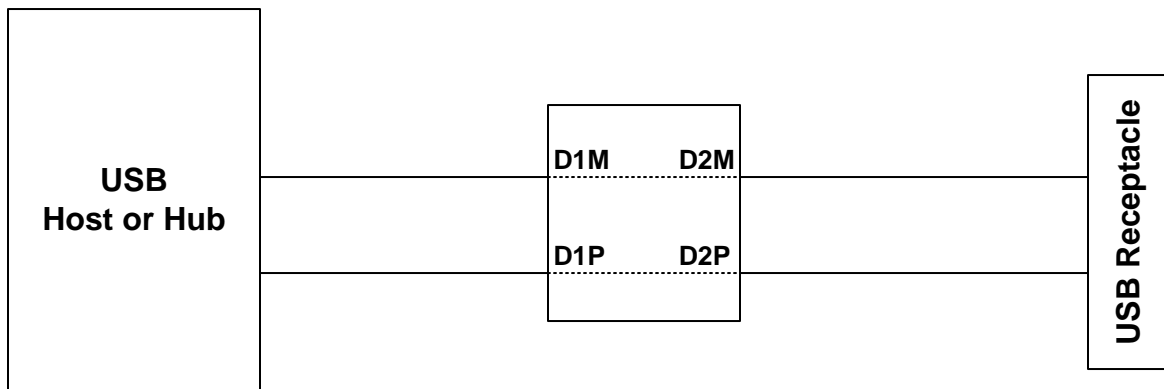 USB
Host or Hub
D1M D2M
D1P D2P
USB Receptacle